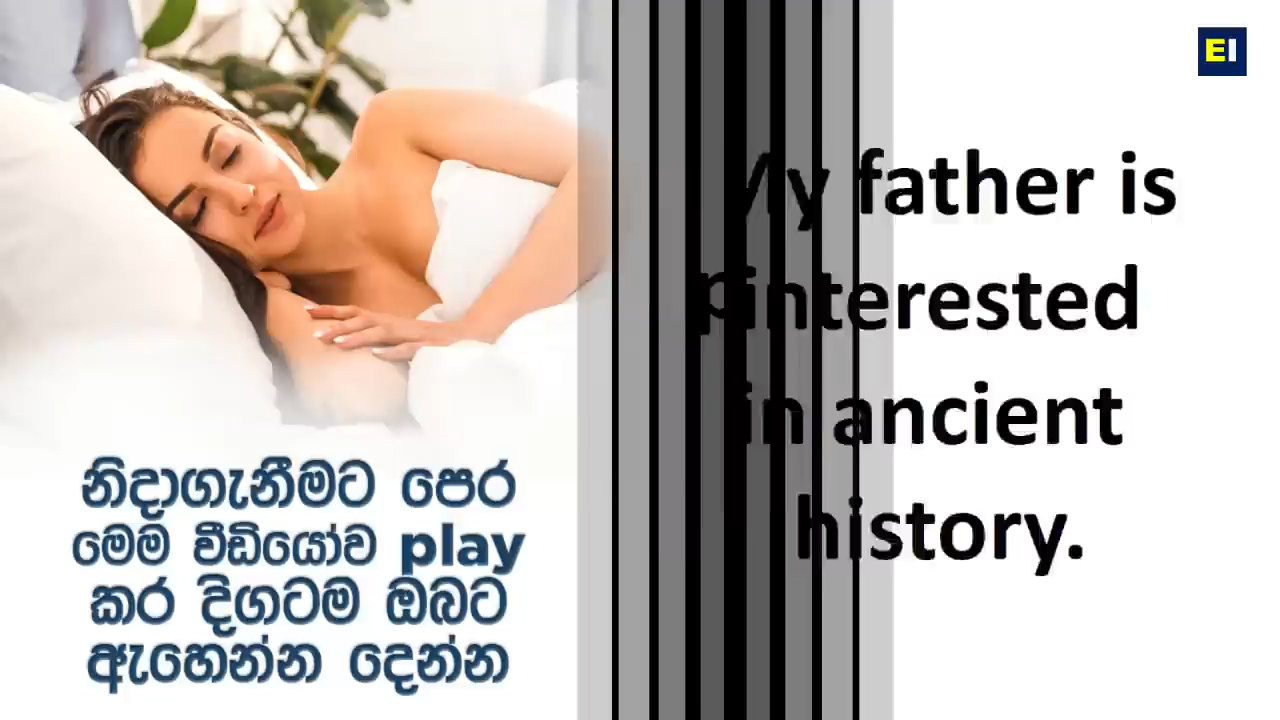 EI
My father is
interested
in ancient
history.
නිදාගැනීමට පෙර
මෙම වීඩියෝව play
කර දිගටම ඔබට
ඇහෙන්න දෙන්න